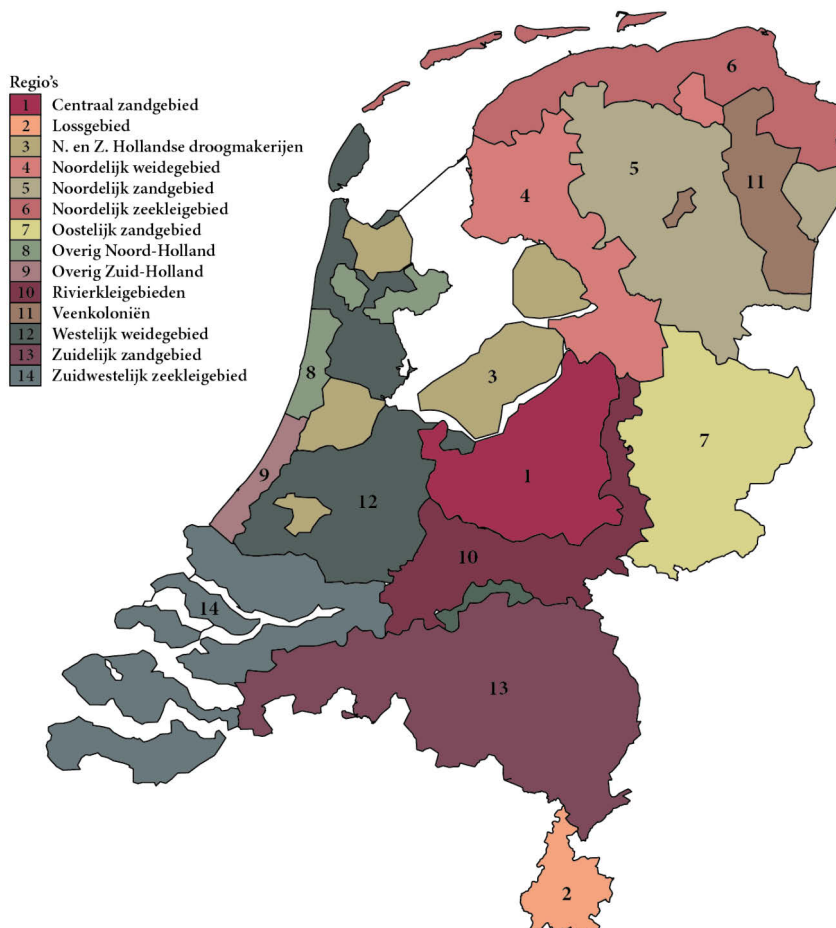 Regio's
1 Centraal zandgebied
2 Lossgebied
3 N. en Z. Hollandse droogmakerijen
4 Noordelijk weidegebied
5 Noordelijk zandgebied
6 Noordelijk zeekleigebied
7 Oostelijk zandgebied
8 Overig Noord-Holland
9 Overig Zuid-Holland
10 Rivierkleigebieden
11 Veenkoloniën
12 Westelijk weidegebied
13 Zuidelijk zandgebied
14 Zuidwestelijk zeekleigebied
6
5
11
4
8
3
7
9
1
12
10
14
13
2